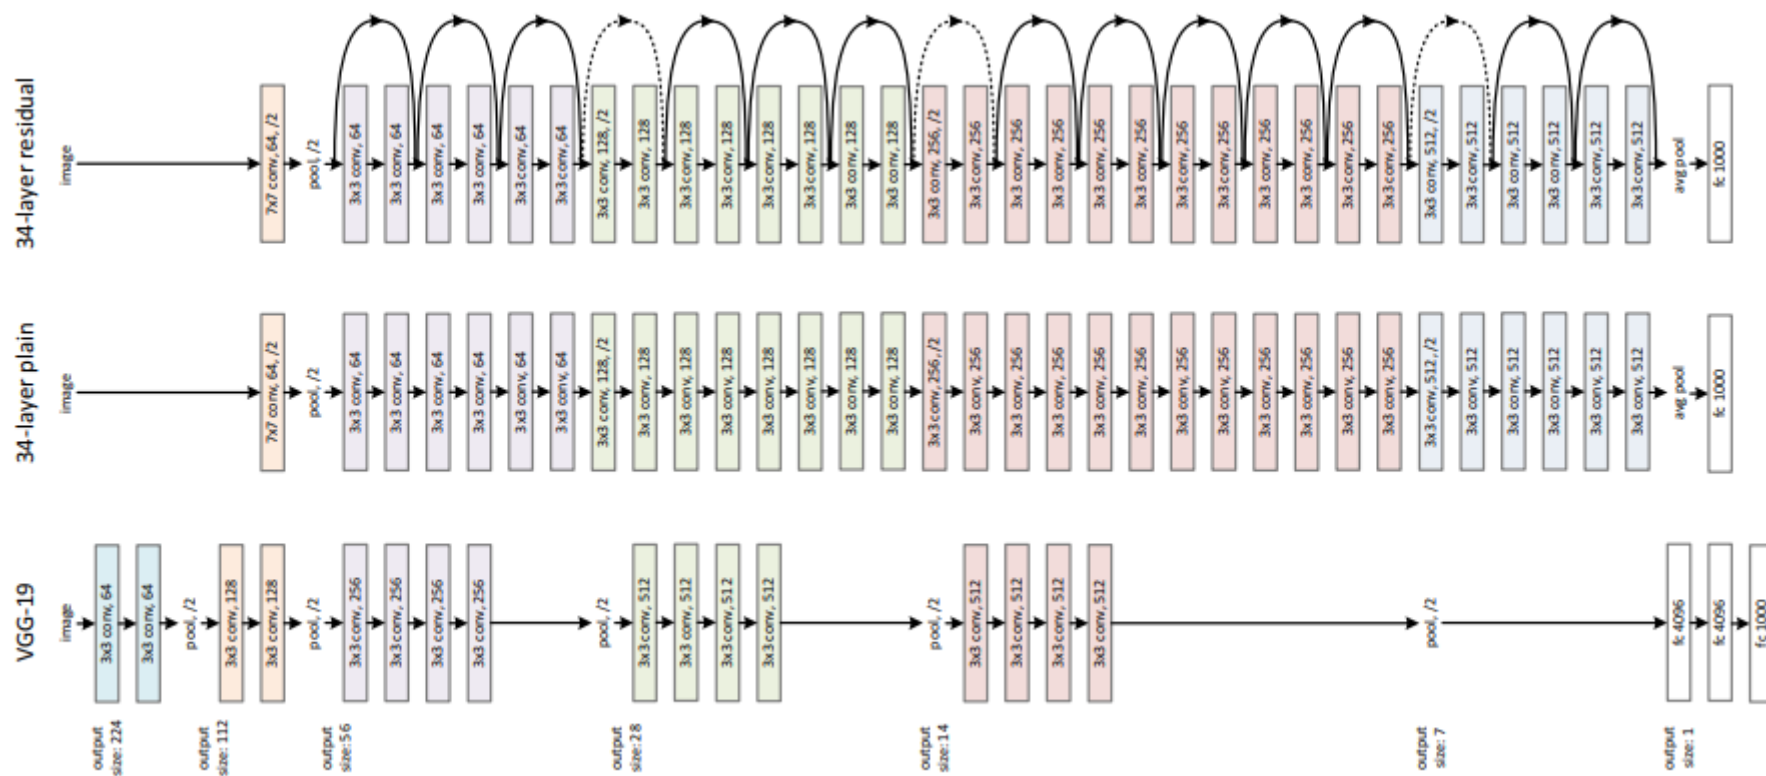 34-layer residual
image
7x7 conv, 64, /2
pool, /2
3x3 conv, 64
3x3 conv, 64
3x3 conv, 64
3x3 conv, 64
3x3 conv, 64
3x3 conv, 64
3x3 conv, 128, /2
3x3 conv, 128
3x3 conv, 128
3x3 conv, 128
3x3 conv, 128
3x3 conv, 128
3x3 conv, 128
3x3 conv, 128
3x3 conv, 256, /2
3x3 conv, 256
3x3 conv, 256
3x3 conv, 256
3x3 conv, 256
3x3 conv, 256
3x3 conv, 256
3x3 conv, 256
3x3 conv, 256
3x3 conv, 256
3x3 conv, 256
3x3 conv, 256
3x3 conv, 512, /2
3x3 conv, 512
3x3 conv, 512
3x3 conv, 512
3x3 conv, 512
3x3 conv, 512
avg pool
fc 1000
34-layer plain
image
7x7 conv, 64, /2
pool, /2
3x3 conv, 64
3x3 conv, 64
3x3 conv, 64
3x3 conv, 64
3x3 conv, 64
3x3 conv, 64
3x3 conv, 128, /2
3x3 conv, 128
3x3 conv, 128
3x3 conv, 128
3x3 conv, 128
3x3 conv, 128
3x3 conv, 128
3x3 conv, 128
3x3 conv, 256, /2
3x3 conv, 256
3x3 conv, 256
3x3 conv, 256
3x3 conv, 256
3x3 conv, 256
3x3 conv, 256
3x3 conv, 256
3x3 conv, 256
3x3 conv, 256
3x3 conv, 256
3x3 conv, 256
3x3 conv, 512, /2
3x3 conv, 512
3x3 conv, 512
3x3 conv, 512
3x3 conv, 512
3x3 conv, 512
avg pool
fc 1000
VGG-19
image
3x3 conv, 64
3x3 conv, 64
pool, /2
3x3 conv, 128
3x3 conv, 128
pool, /2
3x3 conv, 256
3x3 conv, 256
3x3 conv, 256
3x3 conv, 256
pool, /2
3x3 conv, 512
3x3 conv, 512
3x3 conv, 512
3x3 conv, 512
pool, /2
3x3 conv, 512
3x3 conv, 512
3x3 conv, 512
3x3 conv, 512
pool, /2
fc 4096
fc 4096
fc 1000
output
size: 224
output
size: 112
output
size: 56
output
size: 28
output
size: 14
output
size: 7
output
size: 1